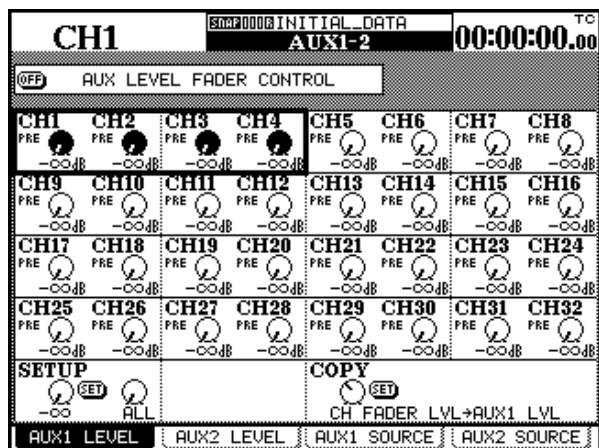 CH1 SNAP000 INITIAL_DATA TC
AUX1-2 00:00:00.00
OFF AUX LEVEL FADER CONTROL
CH1 CH2 CH3 CH4 CH5 CH6 CH7 CH8
PRE PRE PRE PRE PRE PRE PRE PRE
-∞dB -∞dB -∞dB -∞dB -∞dB -∞dB -∞dB -∞dB
CH9 CH10 CH11 CH12 CH13 CH14 CH15 CH16
PRE PRE PRE PRE PRE PRE PRE PRE
-∞dB -∞dB -∞dB -∞dB -∞dB -∞dB -∞dB -∞dB
CH17 CH18 CH19 CH20 CH21 CH22 CH23 CH24
PRE PRE PRE PRE PRE PRE PRE PRE
-∞dB -∞dB -∞dB -∞dB -∞dB -∞dB -∞dB -∞dB
CH25 CH26 CH27 CH28 CH29 CH30 CH31 CH32
PRE PRE PRE PRE PRE PRE PRE PRE
-∞dB -∞dB -∞dB -∞dB -∞dB -∞dB -∞dB -∞dB
SETUP COPY
SET SET
-∞ ALL CH FADER LVL→AUX1 LVL
AUX1 LEVEL AUX2 LEVEL AUX1 SOURCE AUX2 SOURCE